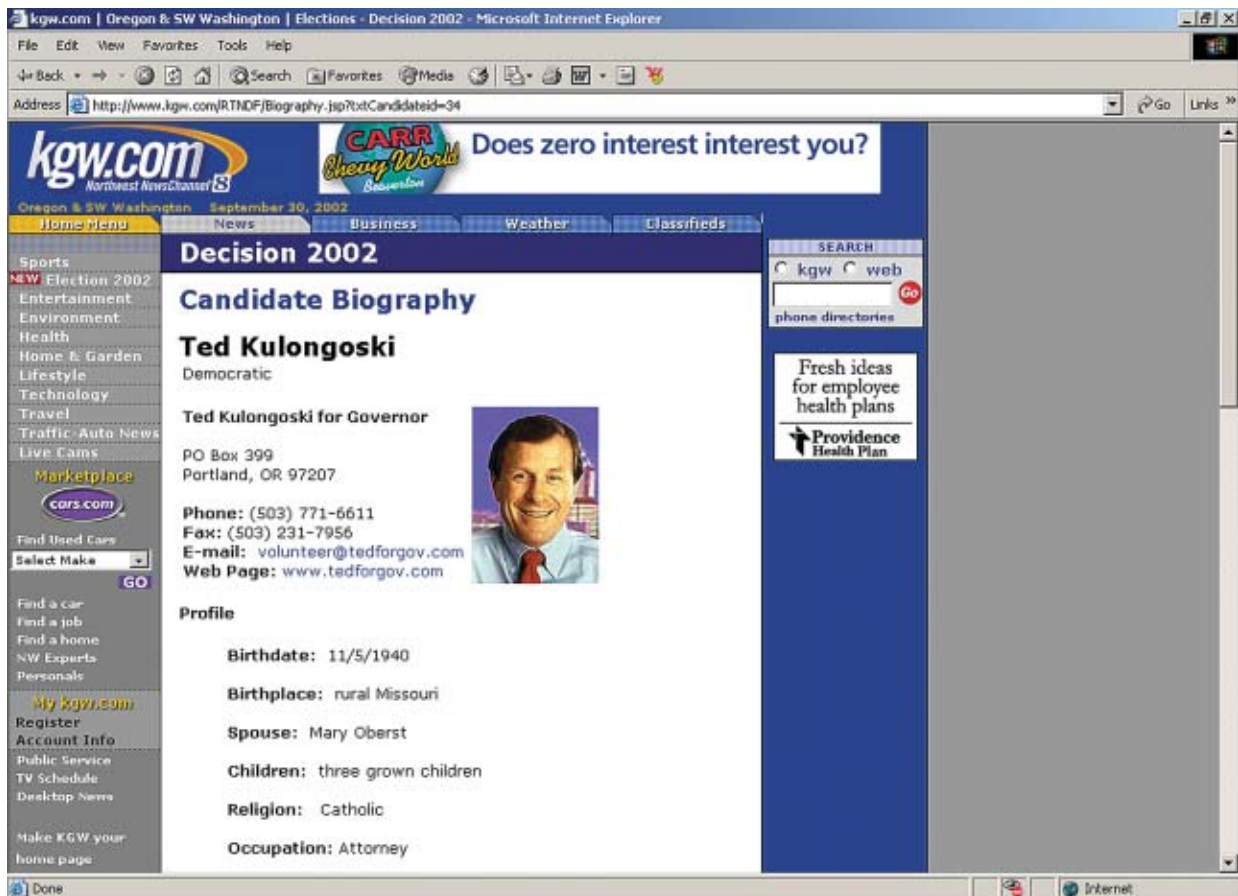 kgw.com | Oregon & SW Washington | Elections - Decision 2002 - Microsoft Internet Explorer
File Edit View Favorites Tools Help
Back Search Favorites Media
Address http://www.kgw.com/RTNDF/Biography.jsp?txtCandidateid=34 Go Links »
kgw.com
Northwest NewsChannel 8
CARR
Chevy World
Beaverton
Does zero interest interest you?
Oregon & SW Washington September 30, 2002
Home Menu News Business Weather Classifieds
Sports
NEW Election 2002
Entertainment
Environment
Health
Home & Garden
Lifestyle
Technology
Travel
Traffic-Auto News
Live Cams
Marketplace
cars.com
Find Used Cars
Select Make
GO
Find a car
Find a job
Find a home
NW Experts
Personals
My kgw.com
Register
Account Info
Public Service
TV Schedule
Desktop News
Make KGW your
home page
Decision 2002
Candidate Biography
Ted Kulongoski
Democratic
Ted Kulongoski for Governor
PO Box 399
Portland, OR 97207
Phone: (503) 771-6611
Fax: (503) 231-7956
E-mail: volunteer@tedforgov.com
Web Page: www.tedforgov.com
Profile
Birthdate: 11/5/1940
Birthplace: rural Missouri
Spouse: Mary Oberst
Children: three grown children
Religion: Catholic
Occupation: Attorney
SEARCH
kgw web
Go
phone directories
Fresh ideas
for employee
health plans
Providence
Health Plan
Done Internet